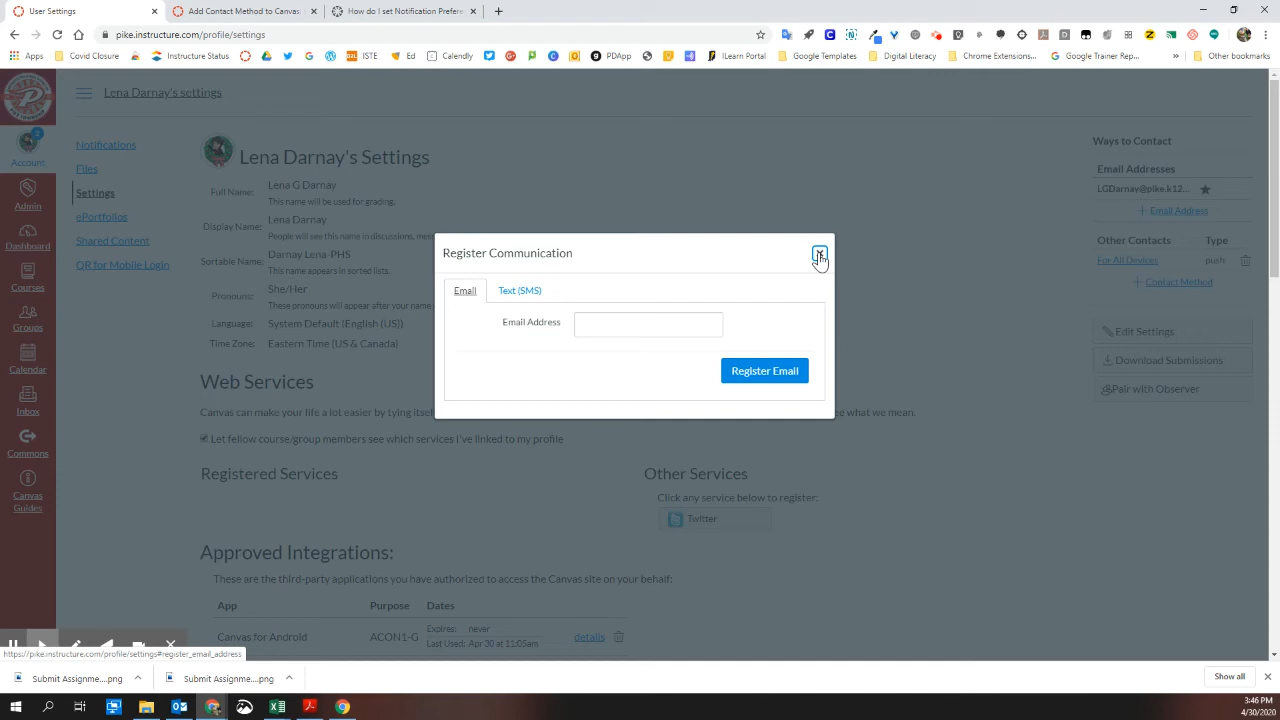 User Settings
Add Contact Method to Canvas
How do I set Notification Prefere
pike.instructure.com/profile/settings
Apps
Covid Closure
Instructure Status
ISTE
Ed
Calendly
PDApp
ILearn Portal
Google Templates
Digital Literacy
Chrome Extensions...
Google Trainer Rep...
»
Other bookmarks
Lena Darnay's settings
2
Account
Admin
Dashboard
Courses
Groups
Calendar
Inbox
Commons
Canvas
Guides
Notifications
Files
Settings
ePortfolios
Shared Content
QR for Mobile Login
Lena Darnay's Settings
Full Name:
Lena G Darnay
This name will be used for grading.
Display Name:
Lena Darnay
People will see this name in discussions, mess
Sortable Name:
Darnay Lena-PHS
This name appears in sorted lists.
Pronouns:
She/Her
These pronouns will appear after your name
Language:
System Default (English (US))
Time Zone:
Eastern Time (US & Canada)
Register Communication
Email
Text (SMS)
Email Address
Register Email
Ways to Contact
Email Addresses
LGDarnay@pike.k12...
Email Address
Other Contacts
Type
For All Devices
push
Contact Method
Edit Settings
Download Submissions
Pair with Observer
Web Services
Canvas can make your life a lot easier by tying itself
see what we mean.
Let fellow course/group members see which services I've linked to my profile
Registered Services
Other Services
Click any service below to register:
Twitter
Approved Integrations:
These are the third-party applications you have authorized to access the Canvas site on your behalf:
App
Purpose
Dates
Canvas for Android
ACON1-G
Expires: never
Last Used: Apr 30 at 11:05am
details
https://pike.instructure.com/profile/settings#register_email_address
Submit Assignme....png
Submit Assignme....png
Show all
3:46 PM
4/30/2020